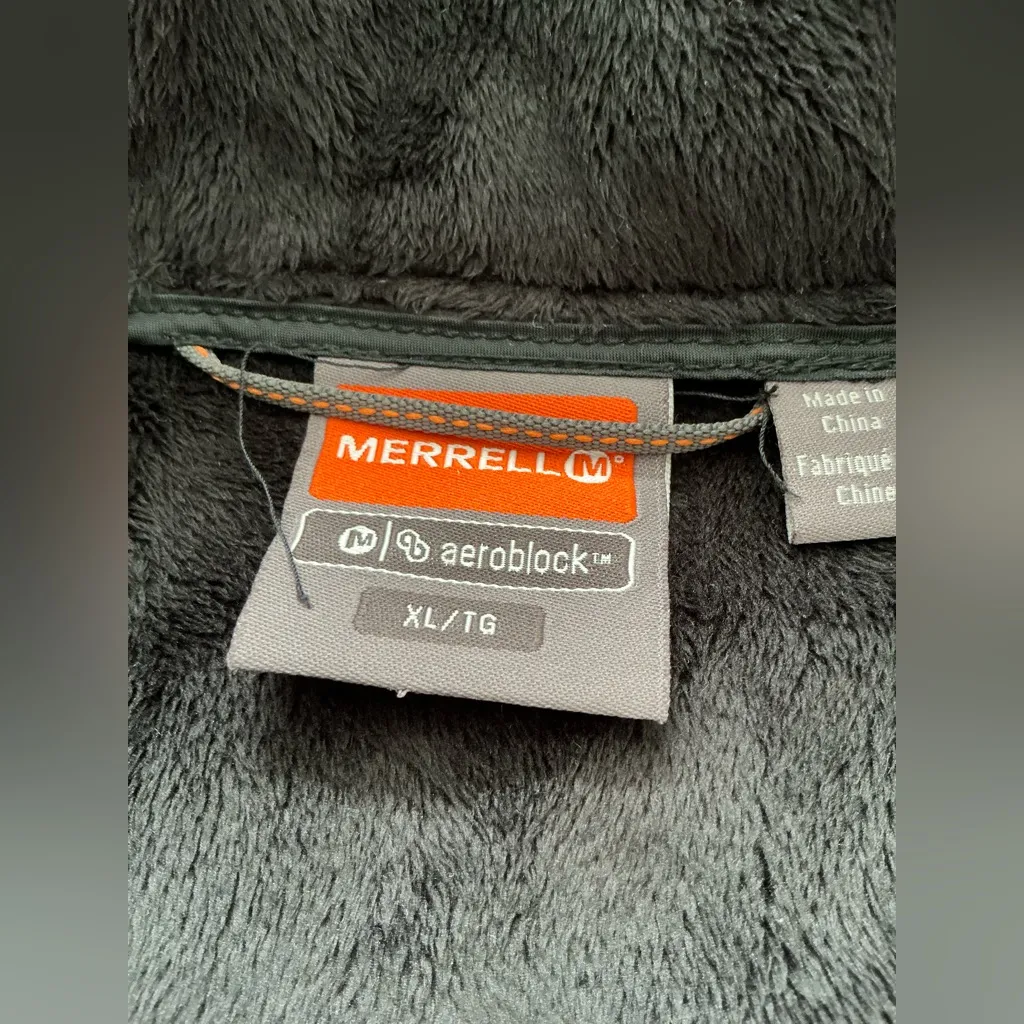 MERRELL M®
M | aeroblock™
XL/TG
Made in
China
Fabriqué
Chine